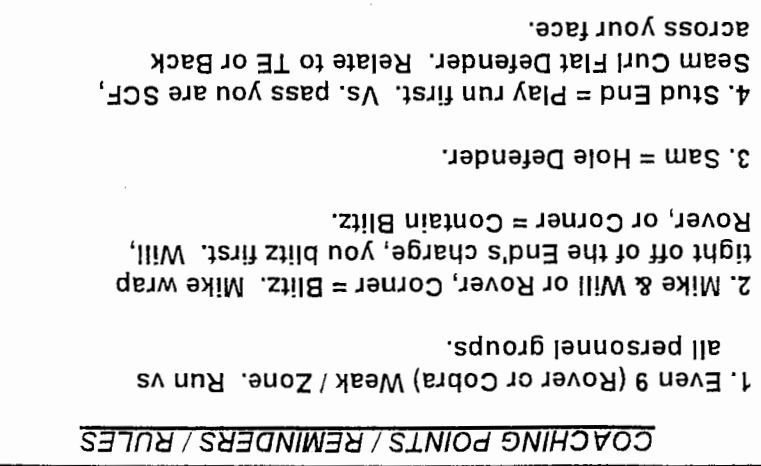 COACHING POINTS / REMINDERS / RULES
1. Even 9 (Rover or Cobra) Weak / Zone. Run vs
all personnel groups.
2. Mike & Will or Rover, Corner = Blitz. Mike wrap
tight off of the End's charge, you blitz first. Will,
Rover, or Corner = Contain Blitz.
3. Sam = Hole Defender.
4. Stud End = Play run first. Vs. pass you are SCF,
Seam Curl Flat Defender. Relate to TE or Back
across your face.